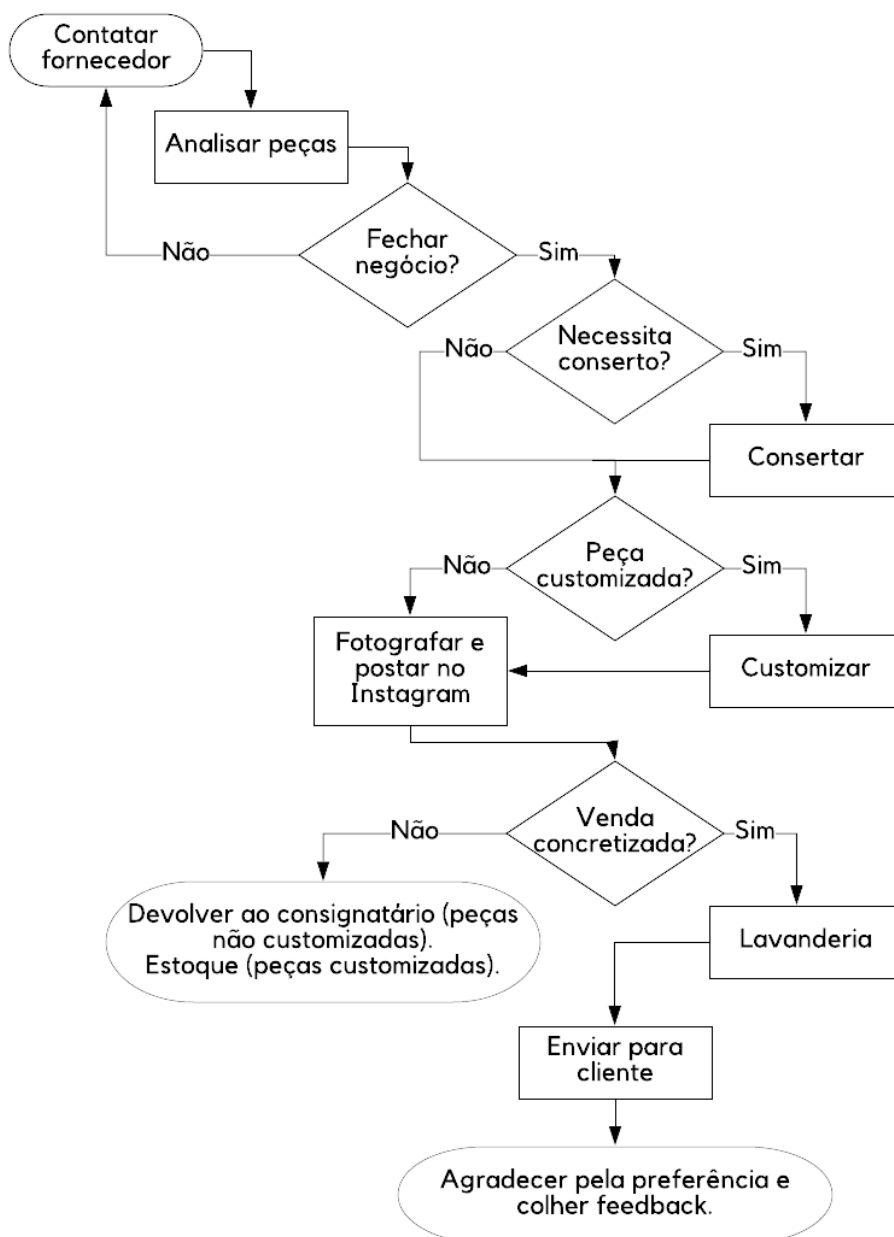 Contatar
fornecedor
Analisar peças
Fechar
negócio?
Não
Sim
Necessita
conserto?
Não
Sim
Consertar
Peça
customizada?
Não
Sim
Fotografar e
postar no
Instagram
Customizar
Venda
concretizada?
Não
Sim
Devolver ao consignatário (peças
não customizadas).
Estoque (peças customizadas).
Lavanderia
Enviar para
cliente
Agradecer pela preferência e
colher feedback.